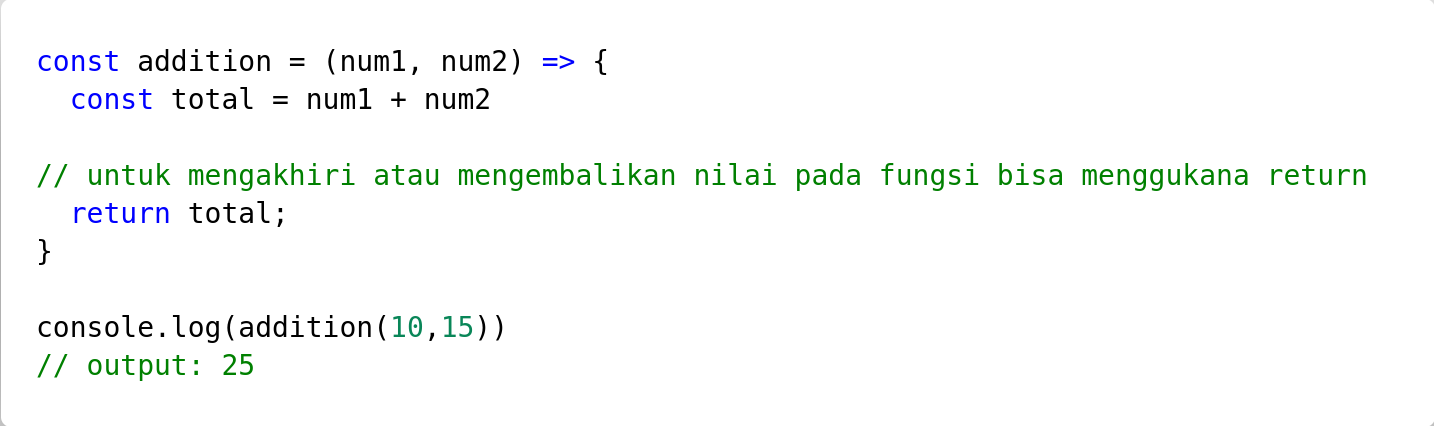 const addition = (num1, num2) => {
  const total = num1 + num2
// untuk mengakhiri atau mengembalikan nilai pada fungsi bisa menggukana return
  return total;
}
console.log(addition(10,15))
// output: 25